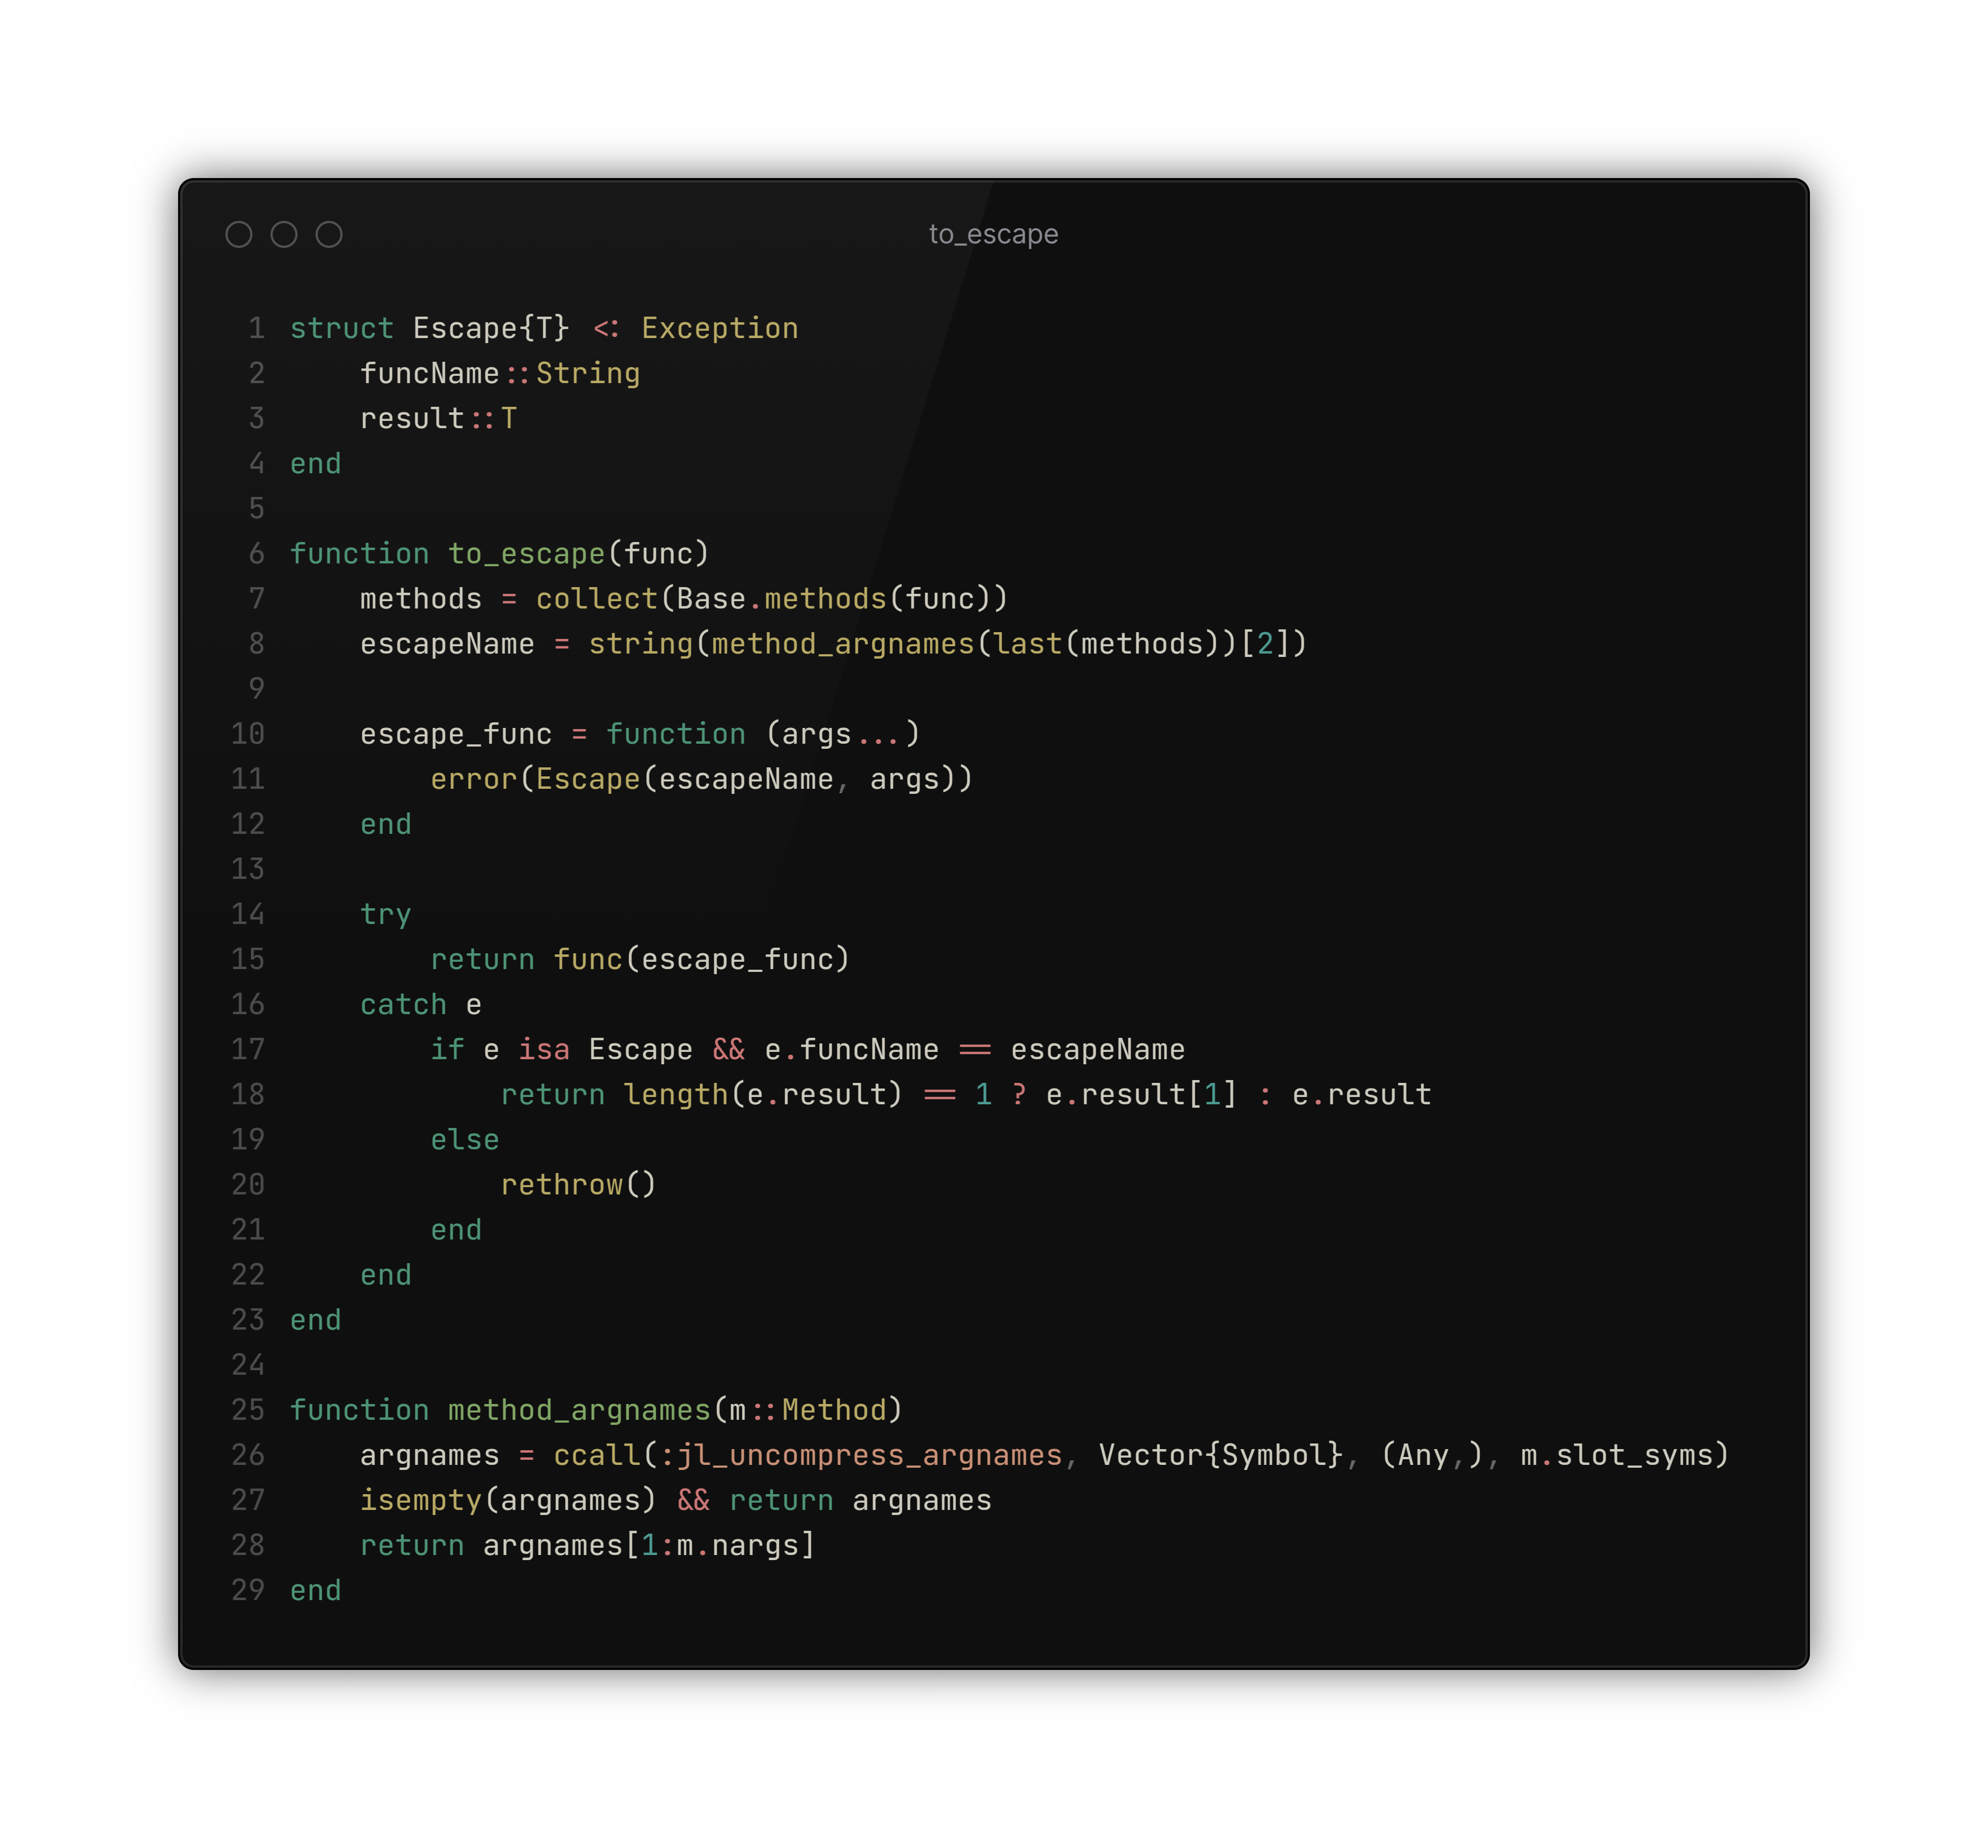 to_escape
1 struct Escape{T} <: Exception
2     funcName::String
3     result::T
4 end
5
6 function to_escape(func)
7     methods = collect(Base.methods(func))
8     escapeName = string(method_argnames(last(methods))[2])
9
10     escape_func = function (args...)
11         error(Escape(escapeName, args))
12     end
13
14     try
15         return func(escape_func)
16     catch e
17         if e isa Escape && e.funcName == escapeName
18             return length(e.result) == 1 ? e.result[1] : e.result
19         else
20             rethrow()
21         end
22     end
23 end
24
25 function method_argnames(m::Method)
26     argnames = ccall(:jl_uncompress_argnames, Vector{Symbol}, (Any,), m.slot_syms)
27     isempty(argnames) && return argnames
28     return argnames[1:m.nargs]
29 end